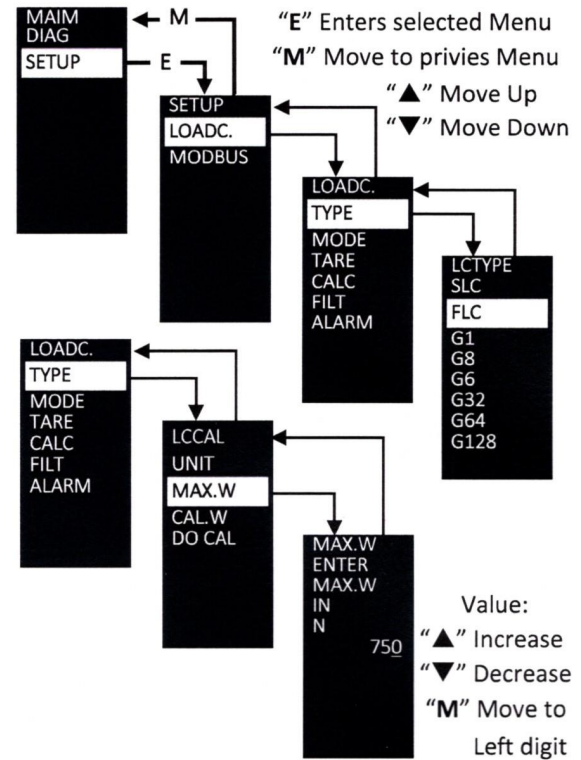 MAIM
DIAG
SETUP
M
E
“E” Enters selected Menu
“M” Move to privies Menu
“▲” Move Up
“▼” Move Down
SETUP
LOADC.
MODBUS
LOADC.
TYPE
MODE
TARE
CALC
FILT
ALARM
LCTYPE
SLC
FLC
G1
G8
G6
G32
G64
G128
LOADC.
TYPE
MODE
TARE
CALC
FILT
ALARM
LCCAL
UNIT
MAX.W
CAL.W
DO CAL
MAX.W
ENTER
MAX.W
IN
N
750
Value:
“▲” Increase
“▼” Decrease
“M” Move to
Left digit